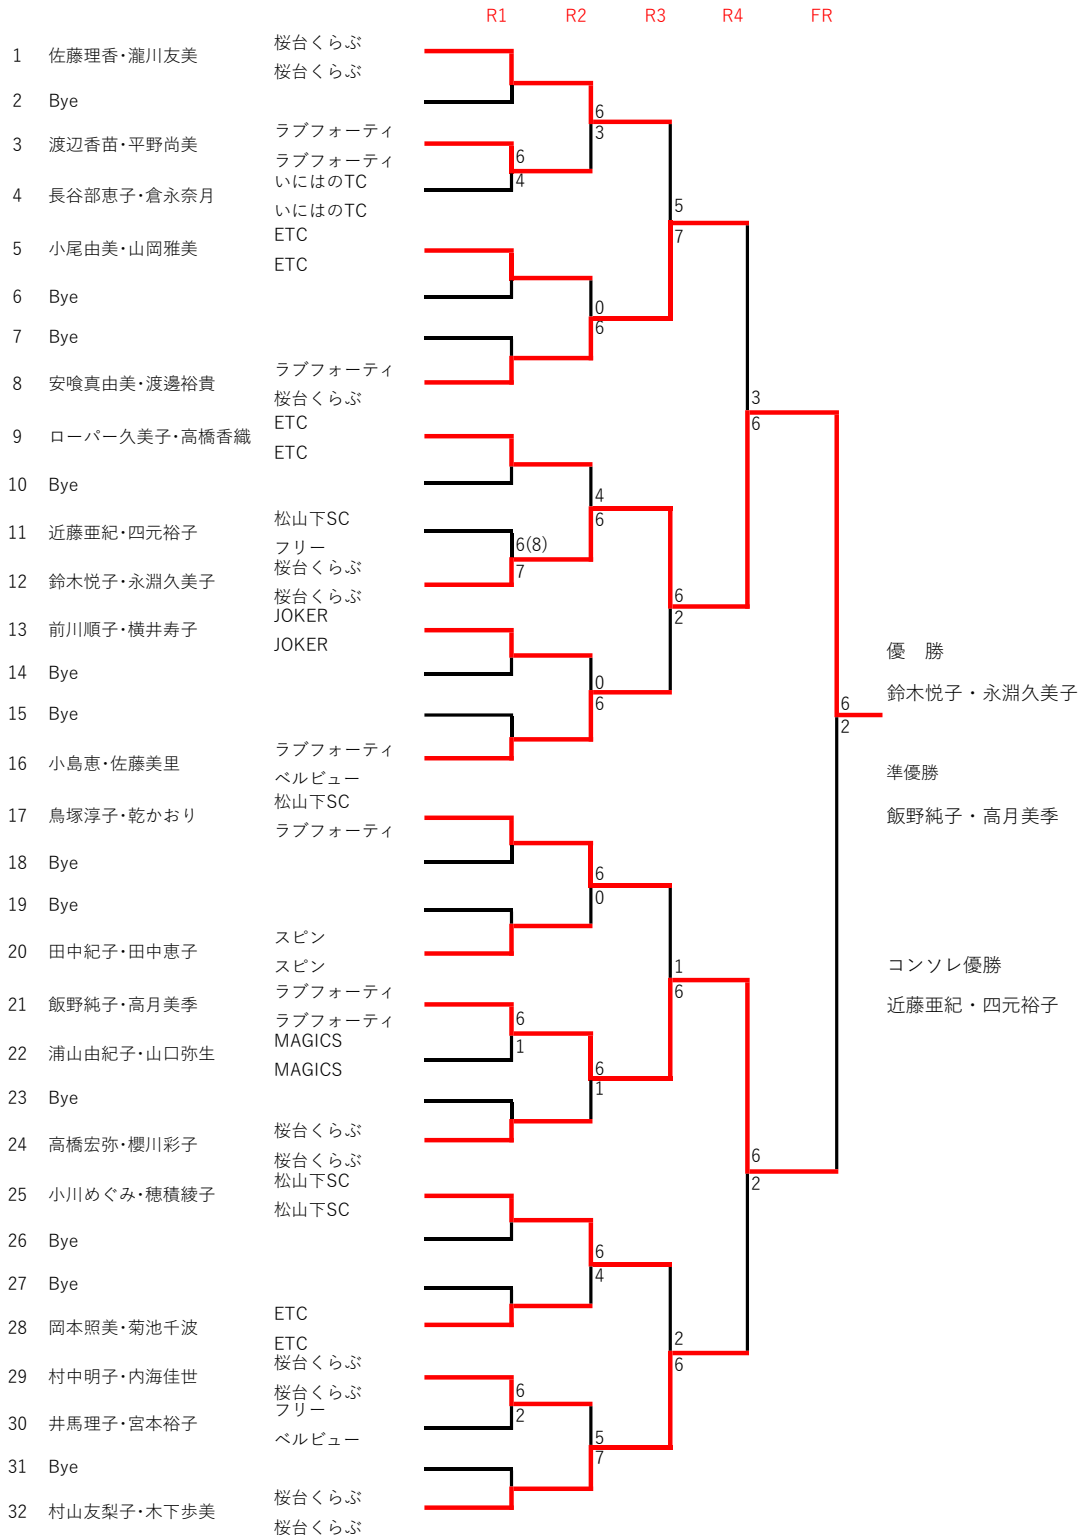 R1 R2 R3 R4 FR
1 佐藤理香・瀧川友美 桜台くらぶ
桜台くらぶ
2 Bye
6
3
3 渡辺香苗・平野尚美 ラブフォーティ
ラブフォーティ
6
4
4 長谷部恵子・倉永奈月 いにはのTC
いにはのTC
5
7
5 小尾由美・山岡雅美 ETC
ETC
6 Bye
0
6
7 Bye
8 安喰真由美・渡邊裕貴 ラブフォーティ
桜台くらぶ
3
6
9 ローパー久美子・高橋香織 ETC
ETC
10 Bye
4
6
11 近藤亜紀・四元裕子 松山下SC
フリー
6(8)
7
12 鈴木悦子・永淵久美子 桜台くらぶ
桜台くらぶ
6
2
13 前川順子・横井寿子 JOKER
JOKER
14 Bye
0
6
15 Bye
16 小島恵・佐藤美里 ラブフォーティ
ベルビュー
優　勝
鈴木悦子・永淵久美子
6
2
準優勝
飯野純子・高月美季
17 鳥塚淳子・乾かおり 松山下SC
ラブフォーティ
18 Bye
6
0
19 Bye
20 田中紀子・田中恵子 スピン
スピン
1
6
コンソレ優勝
近藤亜紀・四元裕子
21 飯野純子・高月美季 ラブフォーティ
ラブフォーティ
6
1
22 浦山由紀子・山口弥生 MAGICS
MAGICS
6
1
23 Bye
24 高橋宏弥・櫻川彩子 桜台くらぶ
桜台くらぶ
6
2
25 小川めぐみ・穂積綾子 松山下SC
松山下SC
26 Bye
6
4
27 Bye
28 岡本照美・菊池千波 ETC
ETC
2
6
29 村中明子・内海佳世 桜台くらぶ
桜台くらぶ
6
2
30 井馬理子・宮本裕子 フリー
ベルビュー
5
7
31 Bye
32 村山友梨子・木下歩美 桜台くらぶ
桜台くらぶ